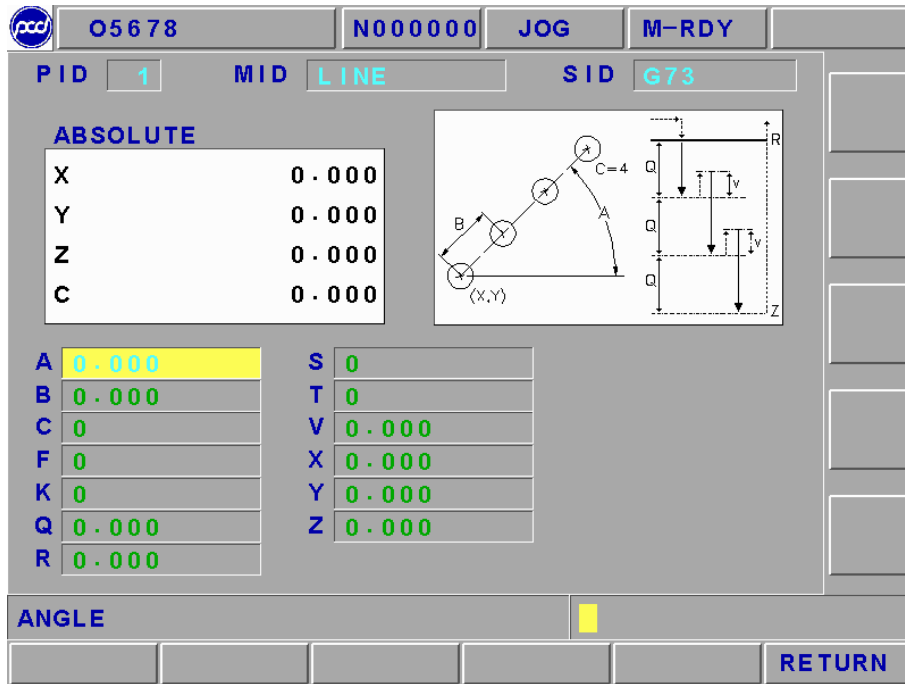 pcd O5678 N000000 JOG M-RDY
PID 1 MID LINE SID G73
ABSOLUTE
X 0.000
Y 0.000
Z 0.000
C 0.000
C=4
A
B
(X,Y)
R
Q
V
Q
V
Q
Z
A 0.000
B 0.000
C 0
F 0
K 0
Q 0.000
R 0.000
S 0
T 0
V 0.000
X 0.000
Y 0.000
Z 0.000
ANGLE
RETURN